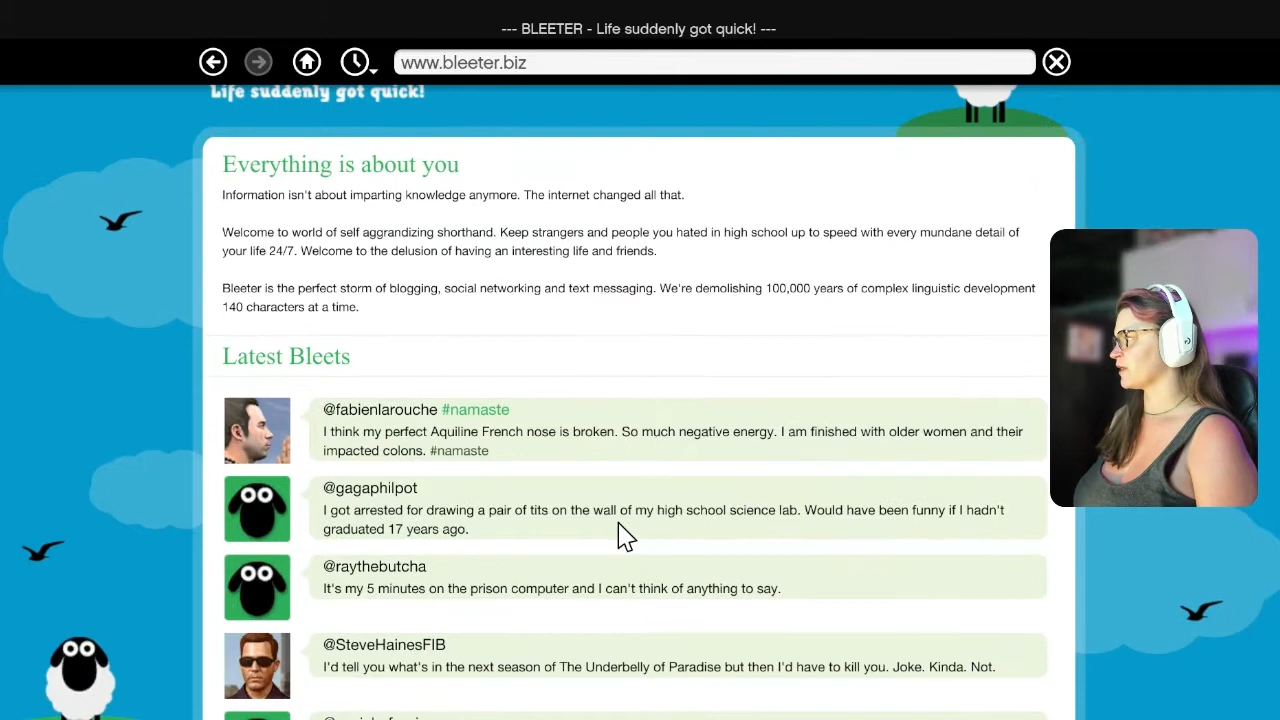 --- BLEETER - Life suddenly got quick! ---
www.bleeter.biz
Life suddenly got quick!
Everything is about you
Information isn't about imparting knowledge anymore. The internet changed all that.
Welcome to world of self aggrandizing shorthand. Keep strangers and people you hated in high school up to speed with every mundane detail of
your life 24/7. Welcome to the delusion of having an interesting life and friends.
Bleeter is the perfect storm of blogging, social networking and text messaging. We're demolishing 100,000 years of complex linguistic development
140 characters at a time.
Latest Bleets
@fabienlarouche #namaste
I think my perfect Aquiline French nose is broken. So much negative energy. I am finished with older women and their
impacted colons. #namaste
@gagaphilpot
I got arrested for drawing a pair of tits on the wall of my high school science lab. Would have been funny if I hadn't
graduated 17 years ago.
@raythebutcha
It's my 5 minutes on the prison computer and I can't think of anything to say.
@SteveHainesFIB
I'd tell you what's in the next season of The Underbelly of Paradise but then I'd have to kill you. Joke. Kinda. Not.